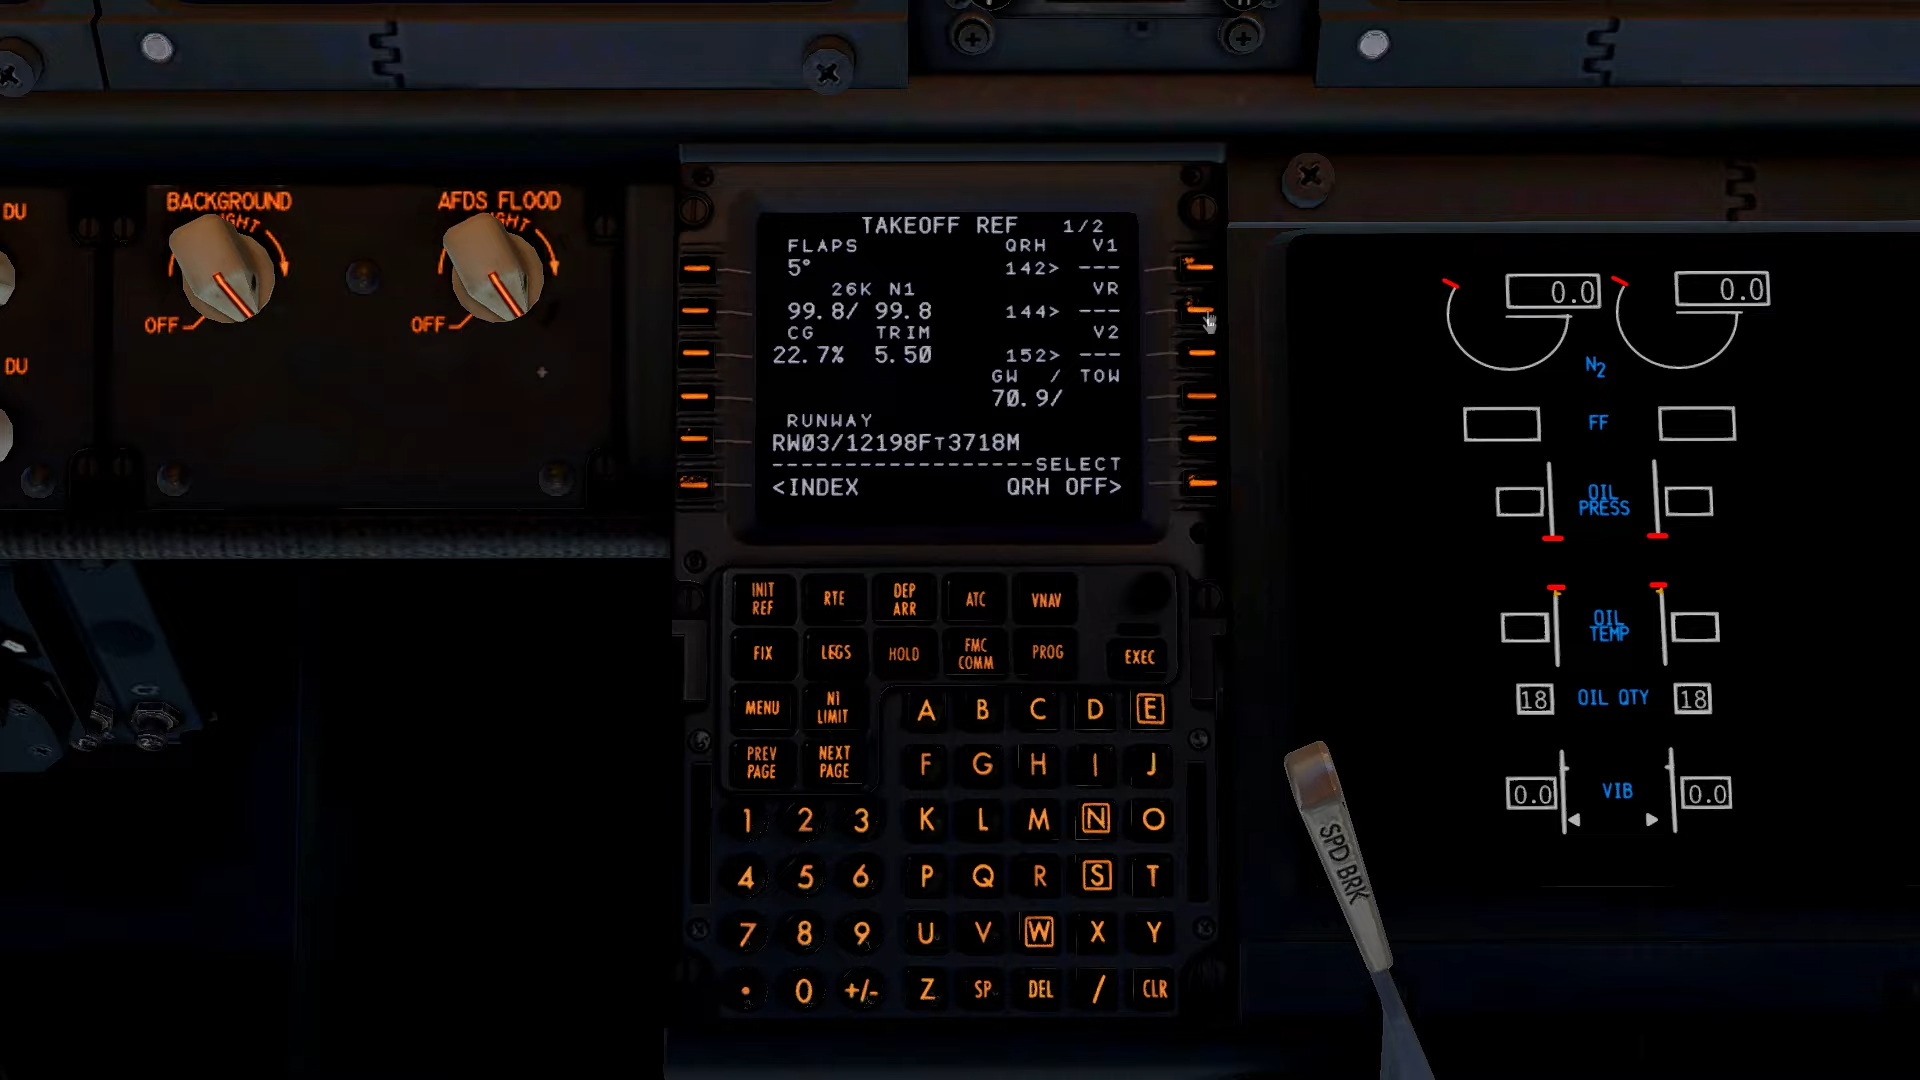 DU
BACKGROUND
LIGHT
OFF
AFDS FLOOD
LIGHT
OFF
DU
TAKEOFF REF 1/2
FLAPS QRH V1
5° 142> ---
26K N1 VR
99.8/ 99.8 144> ---
CG TRIM V2
22.7% 5.50 152> ---
GW / TOW
70.9/
RUNWAY
RW03/12198FT3718M
------------------SELECT
<INDEX QRH OFF>
INIT REF RTE DEP ARR ATC VNAV
FIX LEGS HOLD FMC COMM PROG EXEC
MENU N1 LIMIT
PREV PAGE NEXT PAGE
A B C D E
F G H I J
1 2 3 K L M N O
4 5 6 P Q R S T
7 8 9 U V W X Y
. 0 +/- Z SP DEL / CLR
0.0 0.0
N2
FF
OIL PRESS
OIL TEMP
18 OIL QTY 18
0.0 VIB 0.0
SPD BRK